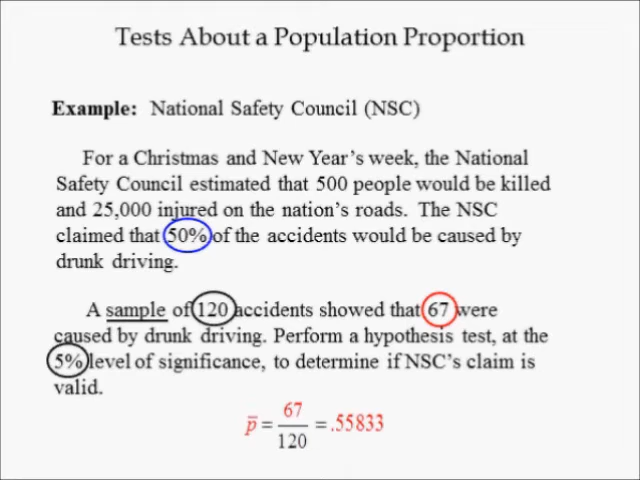 Tests About a Population Proportion
Example: National Safety Council (NSC)
For a Christmas and New Year's week, the National
Safety Council estimated that 500 people would be killed
and 25,000 injured on the nation's roads. The NSC
claimed that 50% of the accidents would be caused by
drunk driving.
A sample of 120 accidents showed that 67 were
caused by drunk driving. Perform a hypothesis test, at the
5% level of significance, to determine if NSC's claim is
valid.
p̄ = 67/120 = .55833